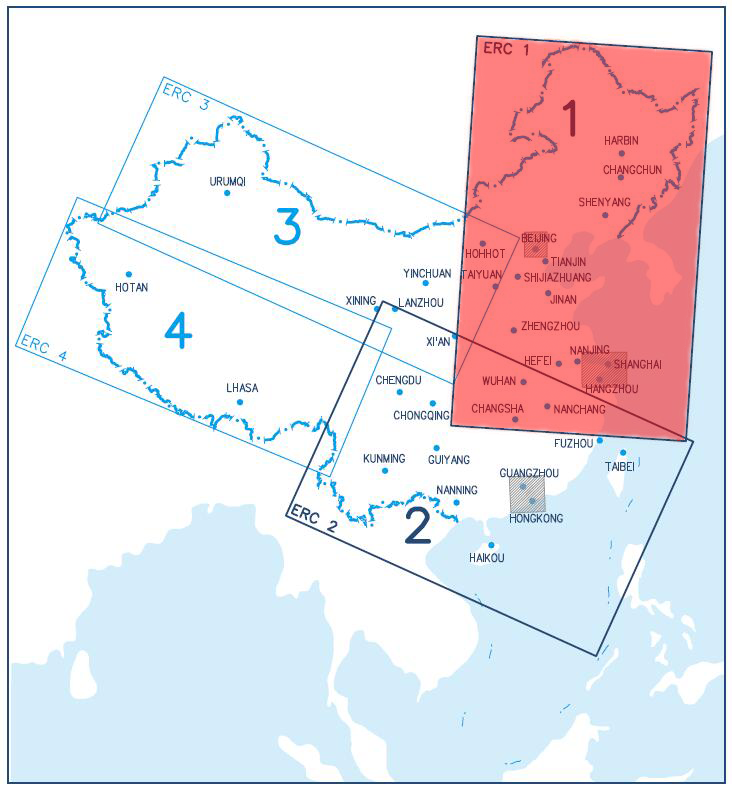 ERC 1
1
HARBIN
CHANGCHUN
SHENYANG
ERC 3
URUMQI
3
BEIJING
HOHHOT
TIANJIN
TAIYUAN
SHIJIAZHUANG
YINCHUAN
HOTAN
JINAN
XINING
LANZHOU
4
ZHENGZHOU
XI'AN
ERC 4
NANJING
HEFEI
SHANGHAI
CHENGDU
WUHAN
HANGZHOU
LHASA
CHONGQING
CHANGSHA
NANCHANG
FUZHOU
KUNMING
GUIYANG
TAIBEI
GUANGZHOU
NANNING
ERC 2
2
HONGKONG
HAIKOU